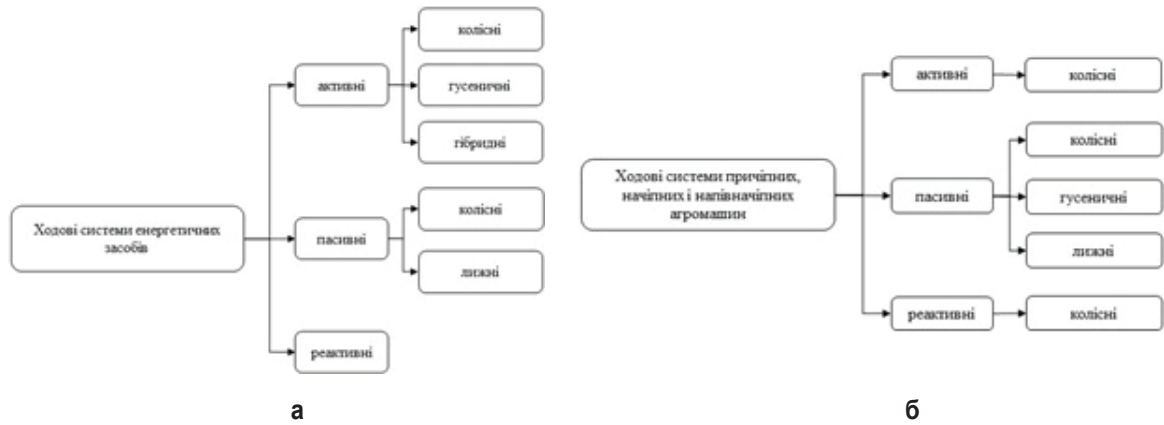 Ходові системи енергетичних
засобів
активні
колісні
гусеничні
гібридні
пасивні
колісні
лижні
реактивні
а
Ходові системи причіпних,
начіпних і напівначіпних
агромашин
активні
колісні
пасивні
колісні
гусеничні
лижні
реактивні
колісні
б